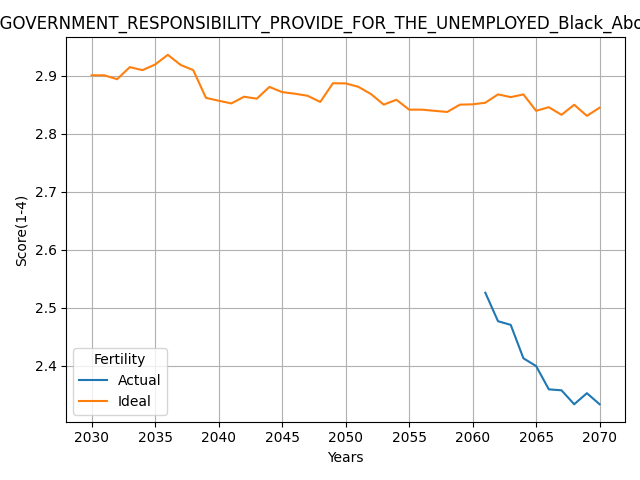 GOVERNMENT_RESPONSIBILITY_PROVIDE_FOR_THE_UNEMPLOYED_Black_Abo
2.9
2.8
2.7
2.6
2.5
2.4
Score(1-4)
Fertility
Actual
Ideal
2030 2035 2040 2045 2050 2055 2060 2065 2070
Years